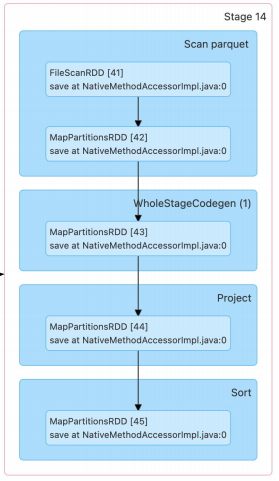 Stage 14
Scan parquet
FileScanRDD [41]
save at NativeMethodAccessorImpl.java:0
MapPartitionsRDD [42]
save at NativeMethodAccessorImpl.java:0
WholeStageCodegen (1)
MapPartitionsRDD [43]
save at NativeMethodAccessorImpl.java:0
Project
MapPartitionsRDD [44]
save at NativeMethodAccessorImpl.java:0
Sort
MapPartitionsRDD [45]
save at NativeMethodAccessorImpl.java:0